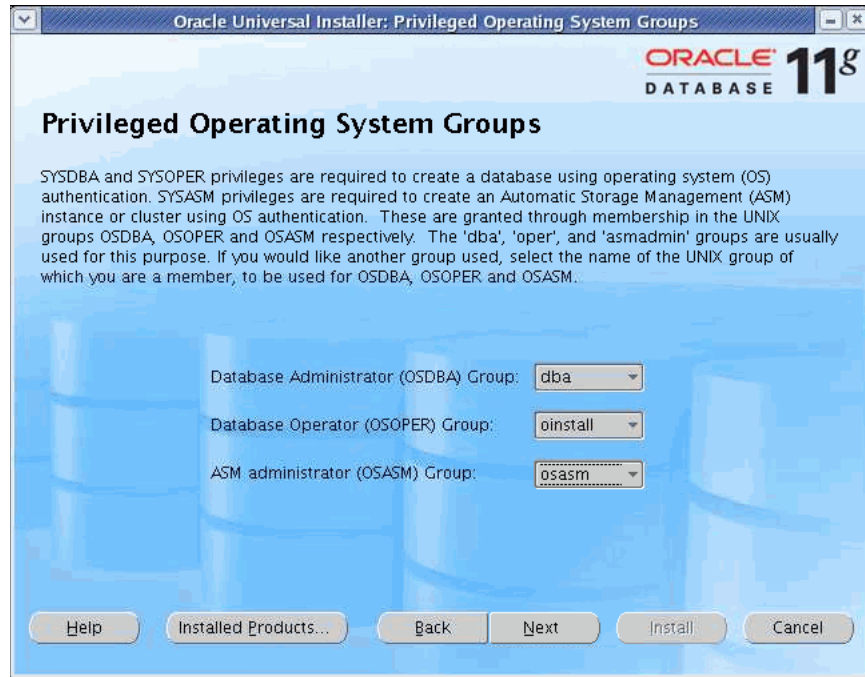 Oracle Universal Installer: Privileged Operating System Groups
ORACLE 11g
DATABASE
Privileged Operating System Groups
SYSDBA and SYSOPER privileges are required to create a database using operating system (OS)
authentication. SYSASM privileges are required to create an Automatic Storage Management (ASM)
instance or cluster using OS authentication.  These are granted through membership in the UNIX
groups OSDBA, OSOPER and OSASM respectively.  The 'dba', 'oper', and 'asmadmin' groups are usually
used for this purpose. If you would like another group used, select the name of the UNIX group of
which you are a member, to be used for OSDBA, OSOPER and OSASM.
Database Administrator (OSDBA) Group: dba
Database Operator (OSOPER) Group: oinstall
ASM administrator (OSASM) Group: osasm
Help Installed Products... Back Next Install Cancel